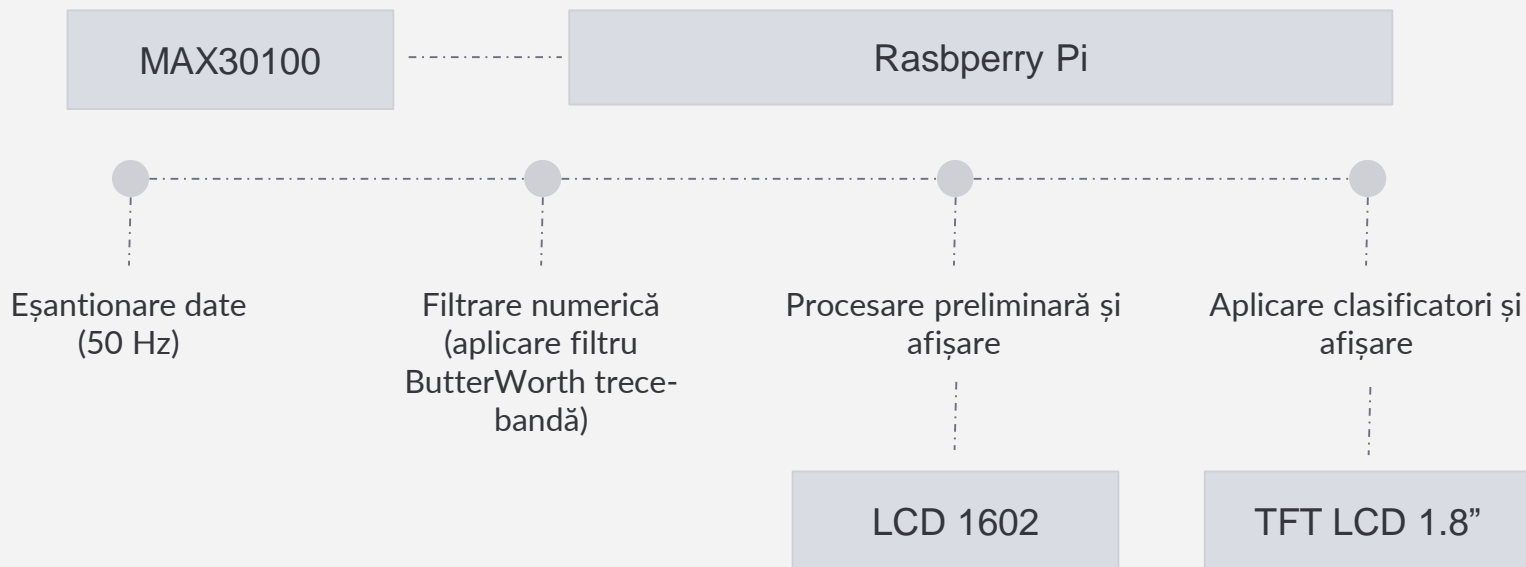 MAX30100
Rasbperry Pi
Eșantionare date
(50 Hz)
Filtrare numerică
(aplicare filtru
ButterWorth trece-
bandă)
Procesare preliminară și
afișare
Aplicare clasificatori și
afișare
LCD 1602
TFT LCD 1.8”